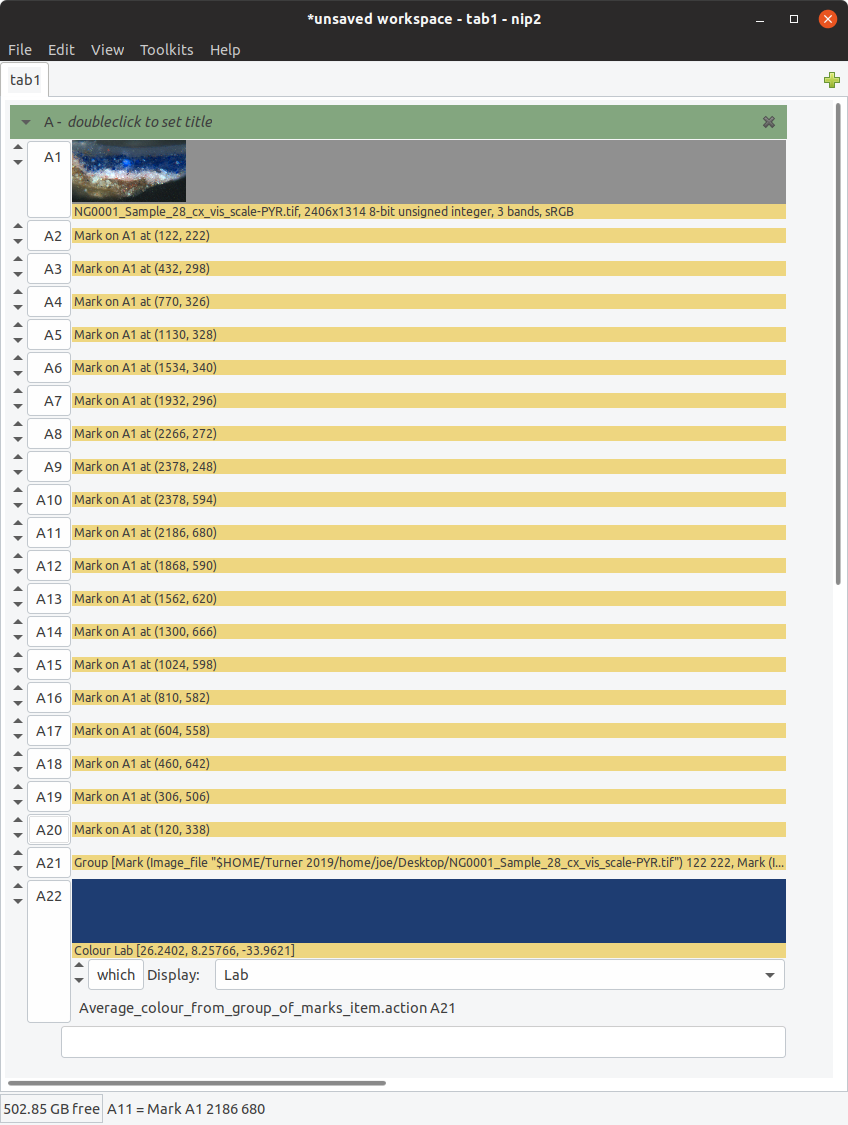 *unsaved workspace - tab1 - nip2
File Edit View Toolkits Help
tab1
A - doubleclick to set title
A1
NG0001_Sample_28_cx_vis_scale-PYR.tif, 2406x1314 8-bit unsigned integer, 3 bands, sRGB
A2 Mark on A1 at (122, 222)
A3 Mark on A1 at (432, 298)
A4 Mark on A1 at (770, 326)
A5 Mark on A1 at (1130, 328)
A6 Mark on A1 at (1534, 340)
A7 Mark on A1 at (1932, 296)
A8 Mark on A1 at (2266, 272)
A9 Mark on A1 at (2378, 248)
A10 Mark on A1 at (2378, 594)
A11 Mark on A1 at (2186, 680)
A12 Mark on A1 at (1868, 590)
A13 Mark on A1 at (1562, 620)
A14 Mark on A1 at (1300, 666)
A15 Mark on A1 at (1024, 598)
A16 Mark on A1 at (810, 582)
A17 Mark on A1 at (604, 558)
A18 Mark on A1 at (460, 642)
A19 Mark on A1 at (306, 506)
A20 Mark on A1 at (120, 338)
A21 Group [Mark (Image_file "$HOME/Turner 2019/home/joe/Desktop/NG0001_Sample_28_cx_vis_scale-PYR.tif") 122 222, Mark (I...
A22
Colour Lab [26.2402, 8.25766, -33.9621]
which Display: Lab
Average_colour_from_group_of_marks_item.action A21
502.85 GB free A11 = Mark A1 2186 680